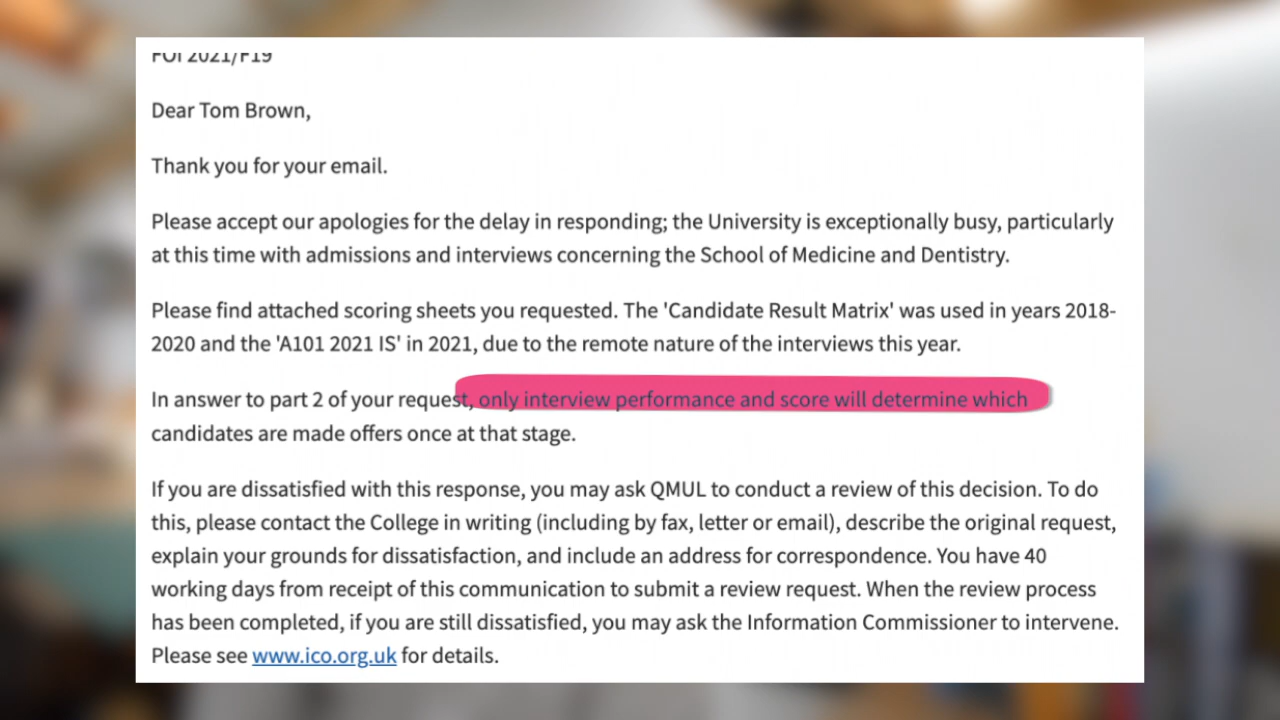 FOI 2021/F19
Dear Tom Brown,
Thank you for your email.
Please accept our apologies for the delay in responding; the University is exceptionally busy, particularly
at this time with admissions and interviews concerning the School of Medicine and Dentistry.
Please find attached scoring sheets you requested. The 'Candidate Result Matrix' was used in years 2018-
2020 and the 'A101 2021 IS' in 2021, due to the remote nature of the interviews this year.
In answer to part 2 of your request, only interview performance and score will determine which
candidates are made offers once at that stage.
If you are dissatisfied with this response, you may ask QMUL to conduct a review of this decision. To do
this, please contact the College in writing (including by fax, letter or email), describe the original request,
explain your grounds for dissatisfaction, and include an address for correspondence. You have 40
working days from receipt of this communication to submit a review request. When the review process
has been completed, if you are still dissatisfied, you may ask the Information Commissioner to intervene.
Please see www.ico.org.uk for details.